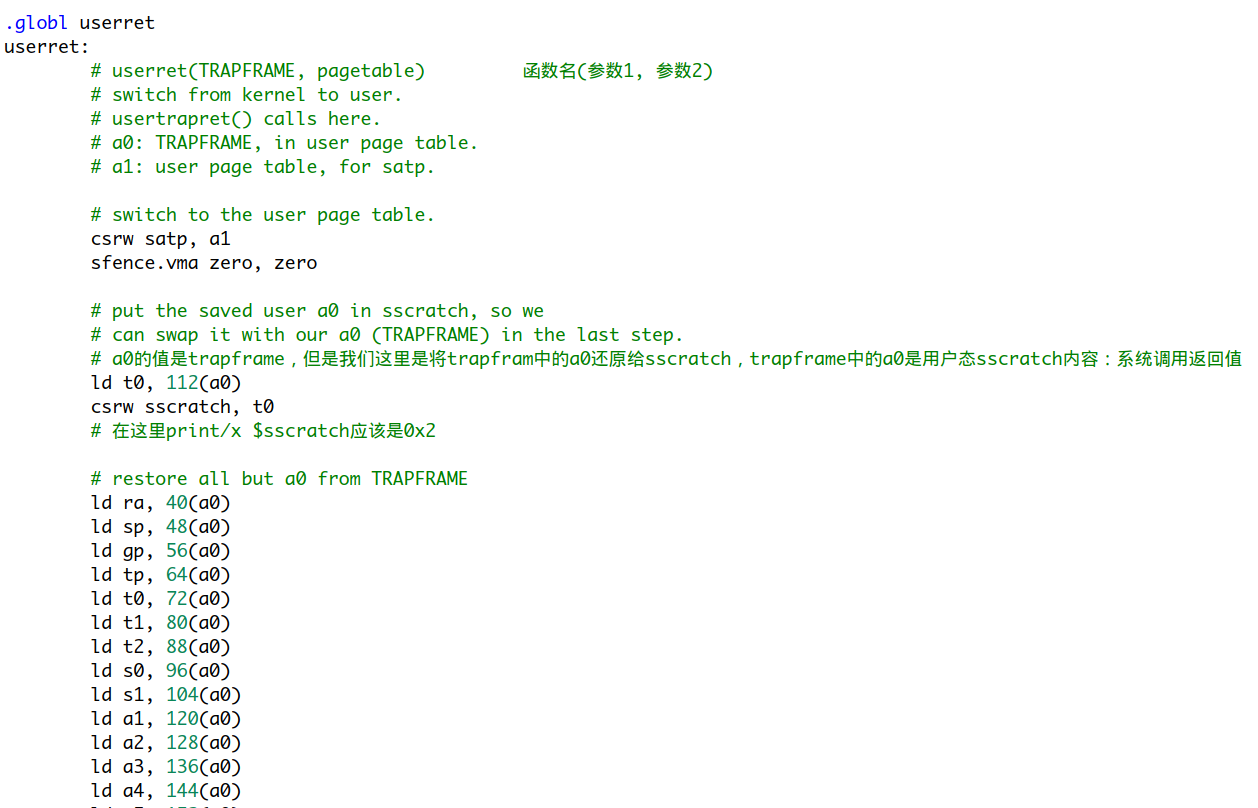 .globl userret
userret:
# userret(TRAPFRAME, pagetable) 函数名(参数1, 参数2)
# switch from kernel to user.
# usertrapret() calls here.
# a0: TRAPFRAME, in user page table.
# a1: user page table, for satp.
# switch to the user page table.
csrw satp, a1
sfence.vma zero, zero
# put the saved user a0 in sscratch, so we
# can swap it with our a0 (TRAPFRAME) in the last step.
# a0的值是trapframe，但是我们这里是将trapfram中的a0还原给sscratch，trapframe中的a0是用户态sscratch内容：系统调用返回值
ld t0, 112(a0)
csrw sscratch, t0
# 在这里print/x $sscratch应该是0x2
# restore all but a0 from TRAPFRAME
ld ra, 40(a0)
ld sp, 48(a0)
ld gp, 56(a0)
ld tp, 64(a0)
ld t0, 72(a0)
ld t1, 80(a0)
ld t2, 88(a0)
ld s0, 96(a0)
ld s1, 104(a0)
ld a1, 120(a0)
ld a2, 128(a0)
ld a3, 136(a0)
ld a4, 144(a0)